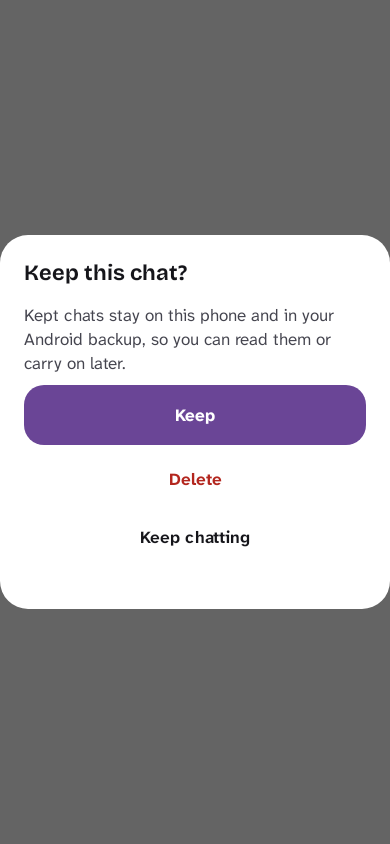 Keep this chat?
Kept chats stay on this phone and in your
Android backup, so you can read them or
carry on later.
Keep
Delete
Keep chatting